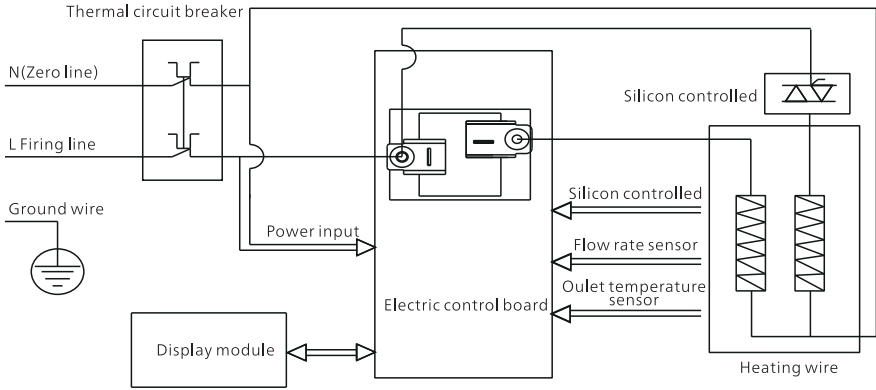 Thermal circuit breaker
N(Zero line)
Silicon controlled
L Firing line
Silicon controlled
Ground wire
Power input
Flow rate sensor
Oulet temperature
sensor
Electric control board
Display module
Heating wire